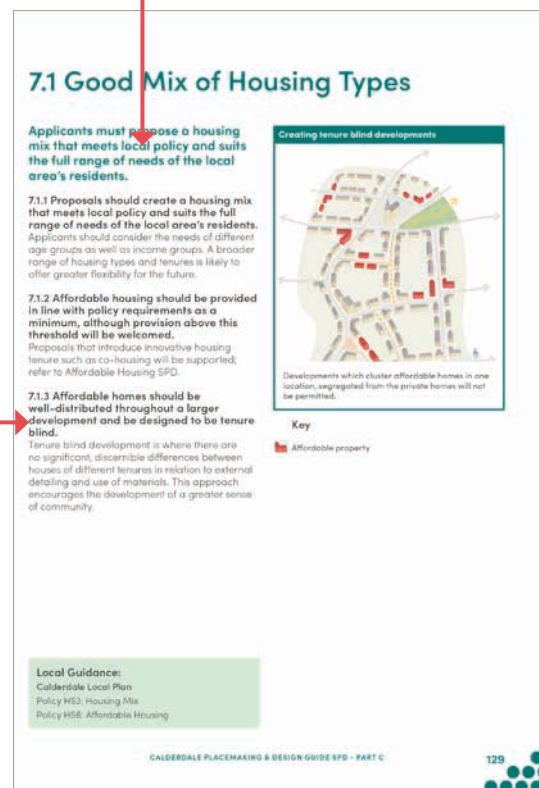 7.1 Good Mix of Housing Types
Applicants must propose a housing
mix that meets local policy and suits
the full range of needs of the local
area's residents.
7.1.1 Proposals should create a housing mix
that meets local policy and suits the full
range of needs of the local area's residents.
Applicants should consider the needs of different
age groups as well as income groups. A broader
range of housing types and tenures is likely to
offer greater flexibility for the future.
7.1.2 Affordable housing should be provided
in line with policy requirements as a
minimum, although provision above this
threshold will be welcomed.
Proposals that introduce innovative housing
tenure such as co-housing will be supported;
refer to Affordable Housing SPD.
7.1.3 Affordable homes should be
well-distributed throughout a larger
development and be designed to be tenure
blind.
Tenure blind development is where there are
no significant, discernible differences between
houses of different tenures in relation to external
detailing and use of materials. This approach
encourages the development of a greater sense
of community.
Creating tenure blind developments
Developments which cluster affordable homes in one
location, segregated from the private homes will not
be permitted.
Key
Affordable property
Local Guidance:
Calderdale Local Plan
Policy HS3: Housing Mix
Policy HS6: Affordable Housing
CALDERDALE PLACEMAKING & DESIGN GUIDE SPD - PART C
129